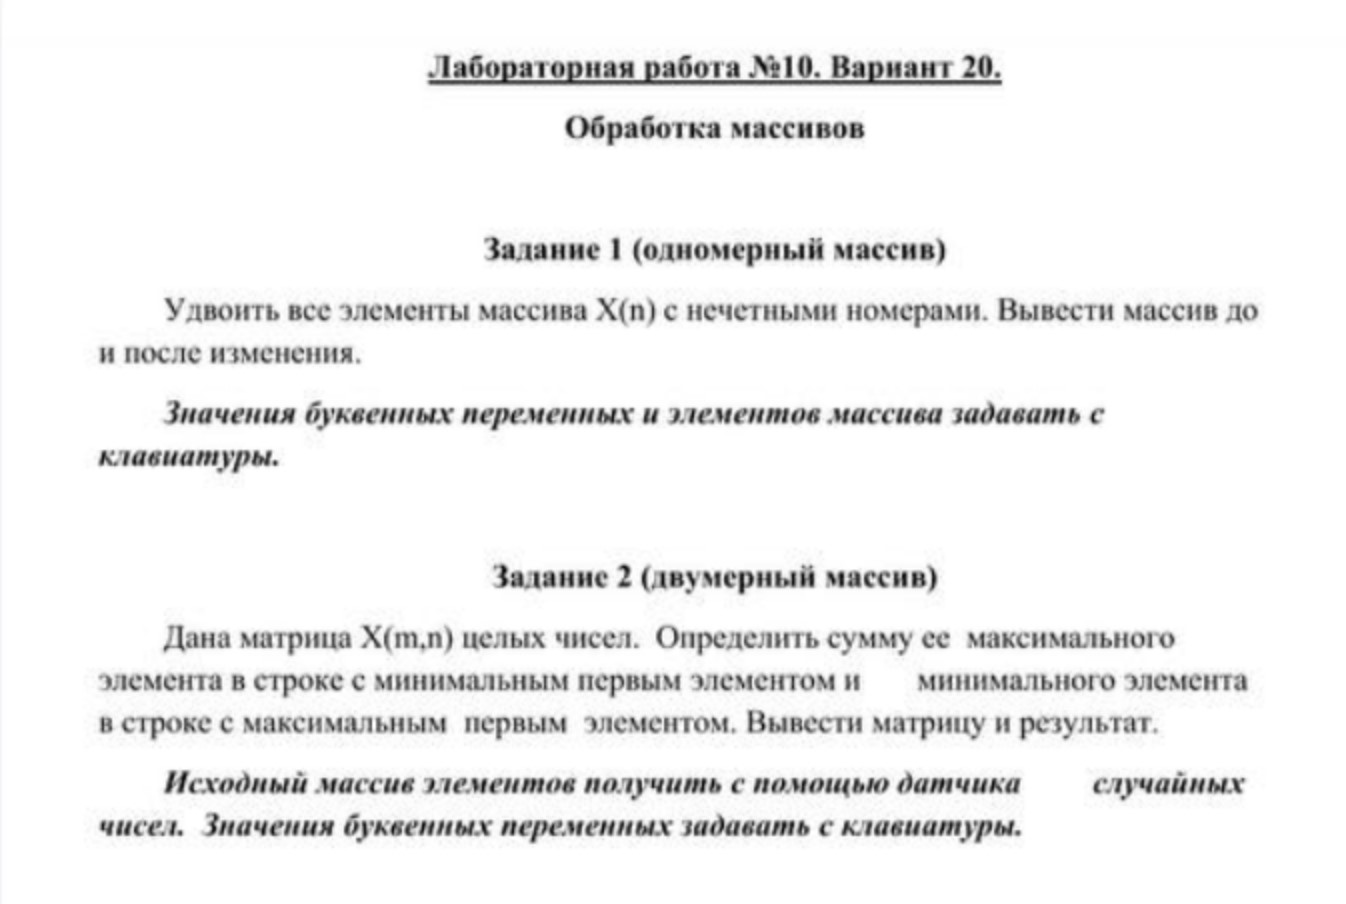 Лабораторная работа №10. Вариант 20.
Обработка массивов
Задание 1 (одномерный массив)
Удвоить все элементы массива X(n) с нечетными номерами. Вывести массив до
и после изменения.
Значения буквенных переменных и элементов массива задавать с
клавиатуры.
Задание 2 (двумерный массив)
Дана матрица X(m,n) целых чисел. Определить сумму ее максимального
элемента в строке с минимальным первым элементом и минимального элемента
в строке с максимальным первым элементом. Вывести матрицу и результат.
Исходный массив элементов получить с помощью датчика случайных
чисел. Значения буквенных переменных задавать с клавиатуры.